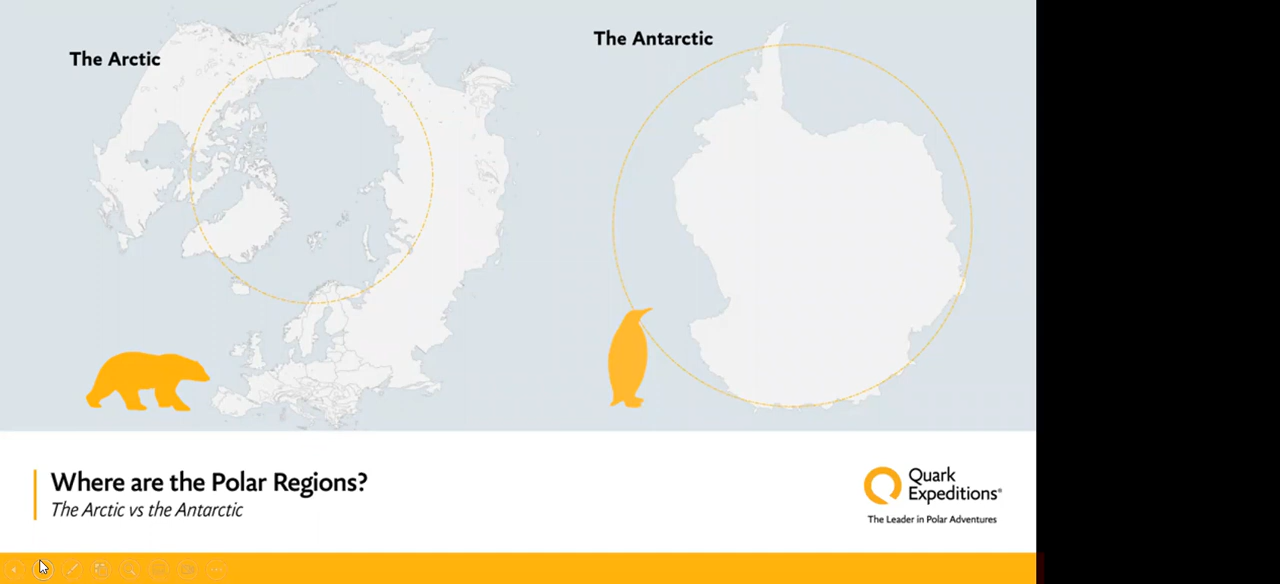 The Arctic
The Antarctic
Where are the Polar Regions?
The Arctic vs the Antarctic
Quark
Expeditions®
The Leader in Polar Adventures